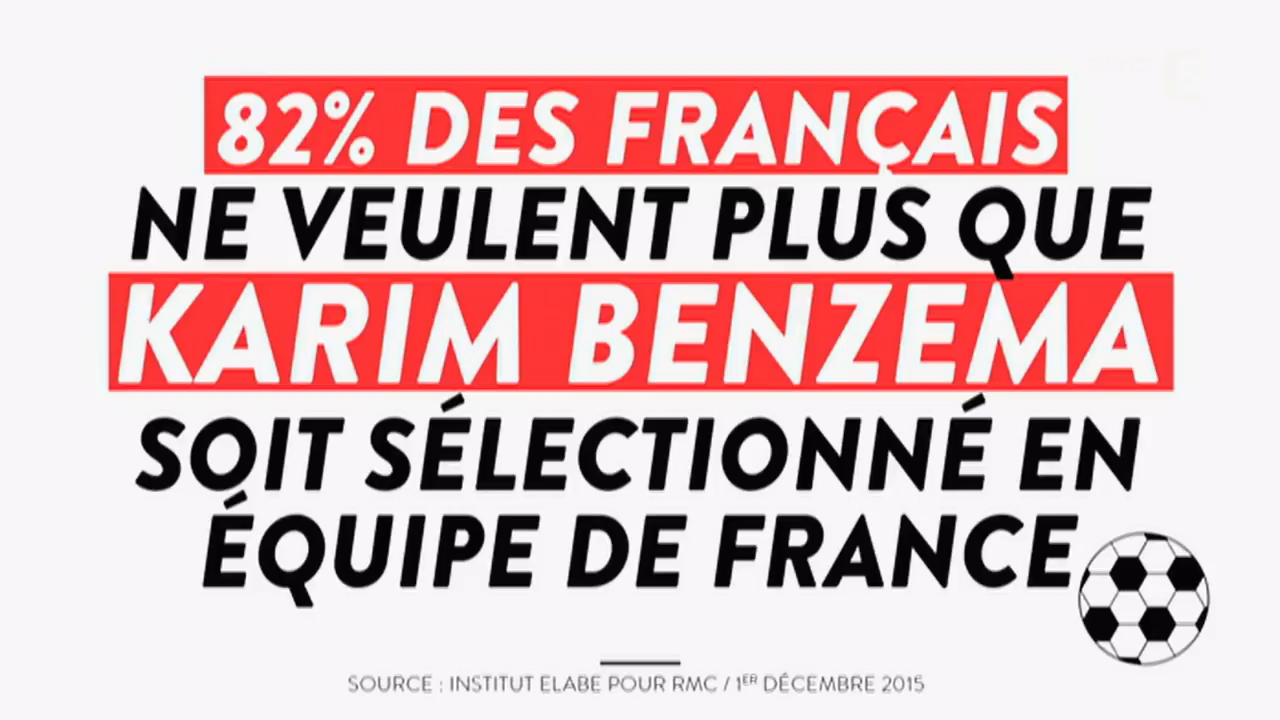 82% DES FRANÇAIS
NE VEULENT PLUS QUE
KARIM BENZEMA
SOIT SÉLECTIONNÉ EN
ÉQUIPE DE FRANCE
SOURCE : INSTITUT ELABE POUR RMC / 1ER DÉCEMBRE 2015